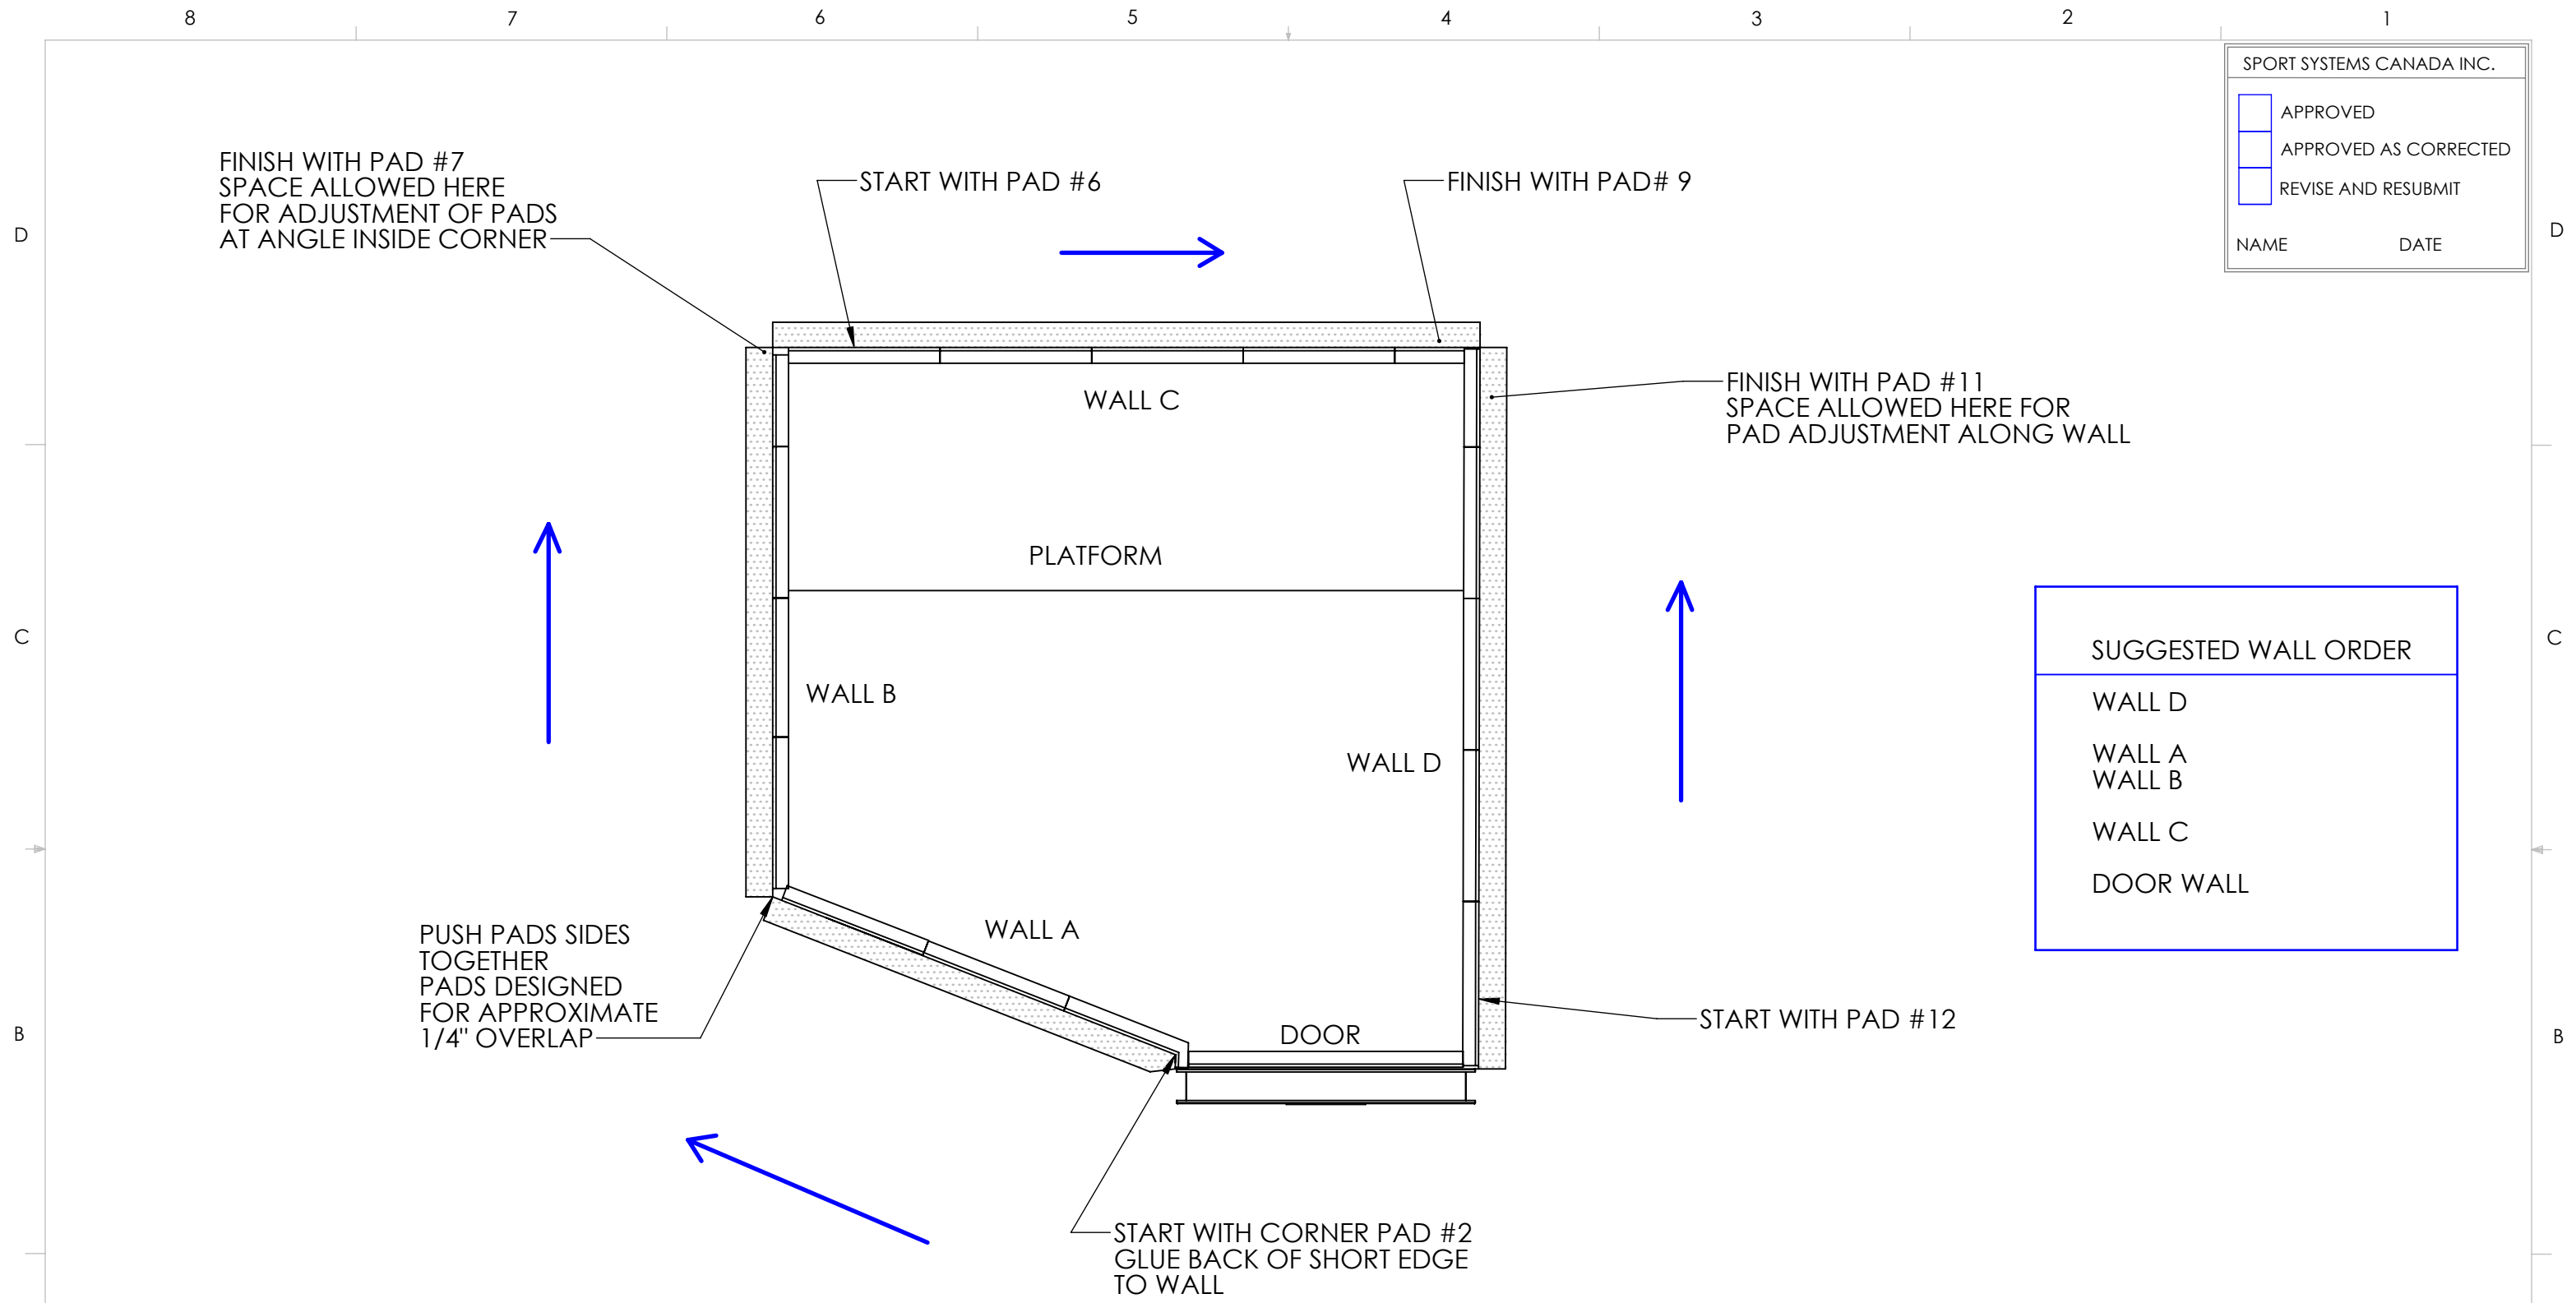 8 7 6 5 4 3 2 1
SPORT SYSTEMS CANADA INC.
APPROVED
APPROVED AS CORRECTED
REVISE AND RESUBMIT
NAME DATE
D D
FINISH WITH PAD #7
SPACE ALLOWED HERE
FOR ADJUSTMENT OF PADS
AT ANGLE INSIDE CORNER
START WITH PAD #6
FINISH WITH PAD# 9
WALL C
FINISH WITH PAD #11
SPACE ALLOWED HERE FOR
PAD ADJUSTMENT ALONG WALL
PLATFORM
C C
WALL B
WALL D
SUGGESTED WALL ORDER
WALL D
WALL A
WALL B
WALL C
DOOR WALL
PUSH PADS SIDES
TOGETHER
PADS DESIGNED
FOR APPROXIMATE
1/4" OVERLAP
WALL A
DOOR
START WITH PAD #12
B B
START WITH CORNER PAD #2
GLUE BACK OF SHORT EDGE
TO WALL